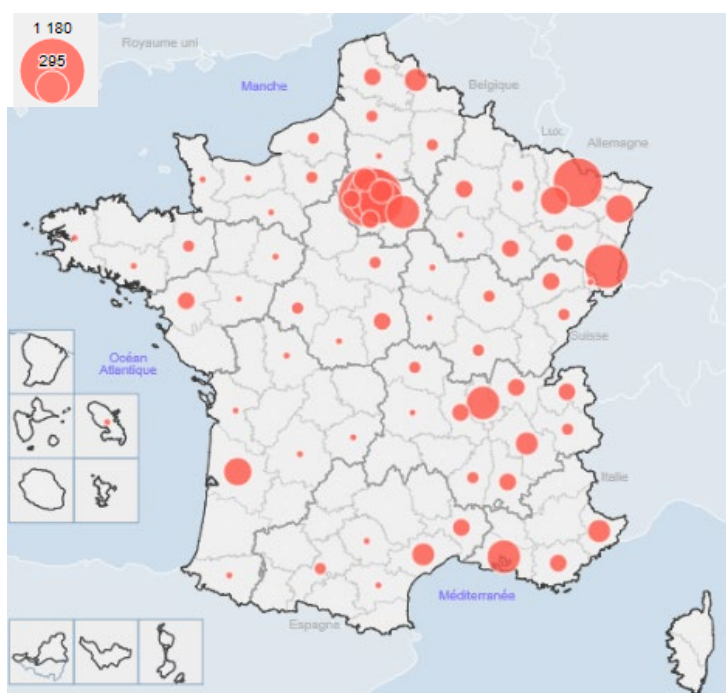 1 180
295
Royaume uni
Manche
Belgique
Lux.
Allemagne
Suisse
Océan
Atlantique
Italie
Méditerranée
Espagne